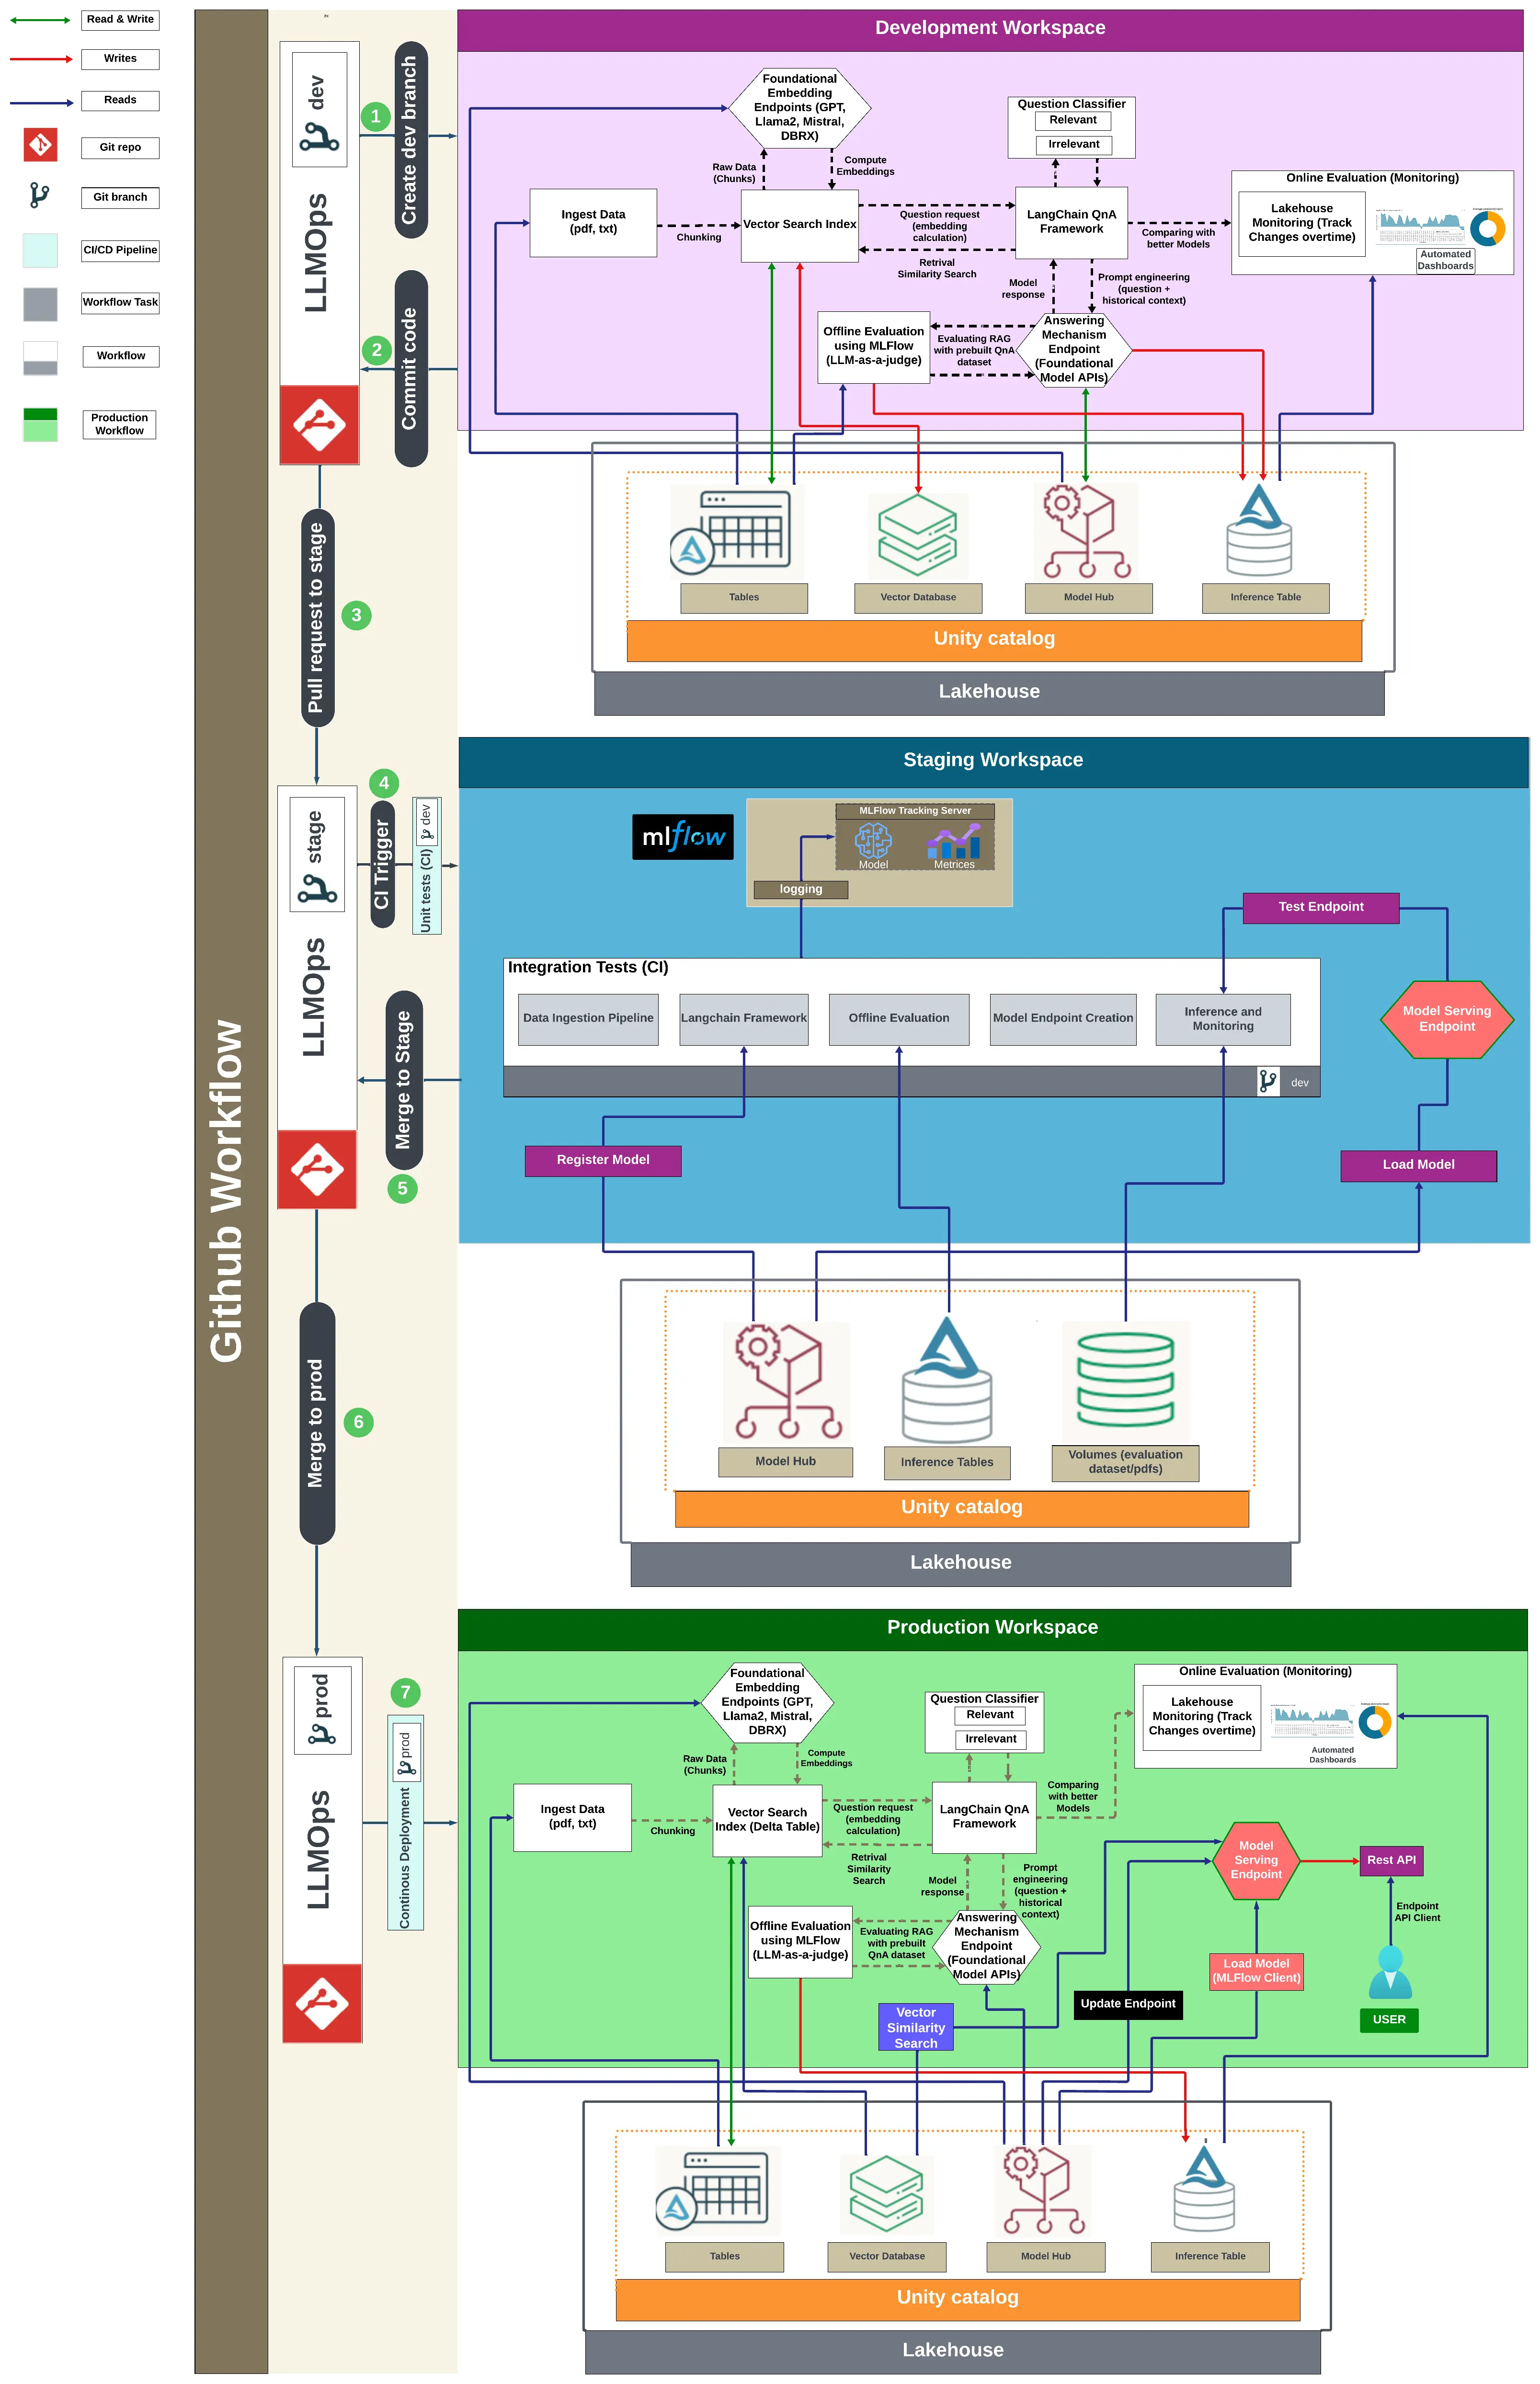 Read & Write
Writes
Reads
Git repo
Git branch
CI/CD Pipeline
Workflow Task
Workflow
Production
Workflow
Github Workflow
dev
LLMOps
1
Create dev branch
2
Commit code
Pull request to stage
3
stage
LLMOps
4
CI Trigger
Unit tests (CI)
dev
Merge to Stage
5
Merge to prod
6
prod
LLMOps
7
Continous Deployment
prod
Development Workspace
Foundational
Embedding
Endpoints (GPT,
Llama2, Mistral,
DBRX)
Raw Data
(Chunks)
Compute
Embeddings
Question Classifier
Relevant
Irrelevant
Ingest Data
(pdf, txt)
Chunking
Vector Search Index
Question request
(embedding
calculation)
Retrival
Similarity Search
LangChain QnA
Framework
Comparing with
better Models
Online Evaluation (Monitoring)
Lakehouse
Monitoring (Track
Changes overtime)
Automated
Dashboards
Model
response
Prompt engineering
(question +
historical context)
Offline Evaluation
using MLFlow
(LLM-as-a-judge)
Evaluating RAG
with prebuilt QnA
dataset
Answering
Mechanism
Endpoint
(Foundational
Model APIs)
Tables
Vector Database
Model Hub
Inference Table
Unity catalog
Lakehouse
Staging Workspace
mlflow
MLFlow Tracking Server
Model
Metrices
logging
Test Endpoint
Integration Tests (CI)
Data Ingestion Pipeline
Langchain Framework
Offline Evaluation
Model Endpoint Creation
Inference and
Monitoring
dev
Model Serving
Endpoint
Register Model
Load Model
Model Hub
Inference Tables
Volumes (evaluation
dataset/pdfs)
Unity catalog
Lakehouse
Production Workspace
Foundational
Embedding
Endpoints (GPT,
Llama2, Mistral,
DBRX)
Raw Data
(Chunks)
Compute
Embeddings
Question Classifier
Relevant
Irrelevant
Online Evaluation (Monitoring)
Lakehouse
Monitoring (Track
Changes overtime)
Automated
Dashboards
Ingest Data
(pdf, txt)
Chunking
Vector Search
Index (Delta Table)
Question request
(embedding
calculation)
Retrival
Similarity
Search
LangChain QnA
Framework
Comparing
with better
Models
Model
response
Prompt
engineering
(question +
historical
context)
Offline Evaluation
using MLFlow
(LLM-as-a-judge)
Evaluating RAG
with prebuilt
QnA dataset
Answering
Mechanism
Endpoint
(Foundational
Model APIs)
Model
Serving
Endpoint
Rest API
Endpoint
API Client
Load Model
(MLFlow Client)
Update Endpoint
USER
Vector
Similarity
Search
Tables
Vector Database
Model Hub
Inference Table
Unity catalog
Lakehouse